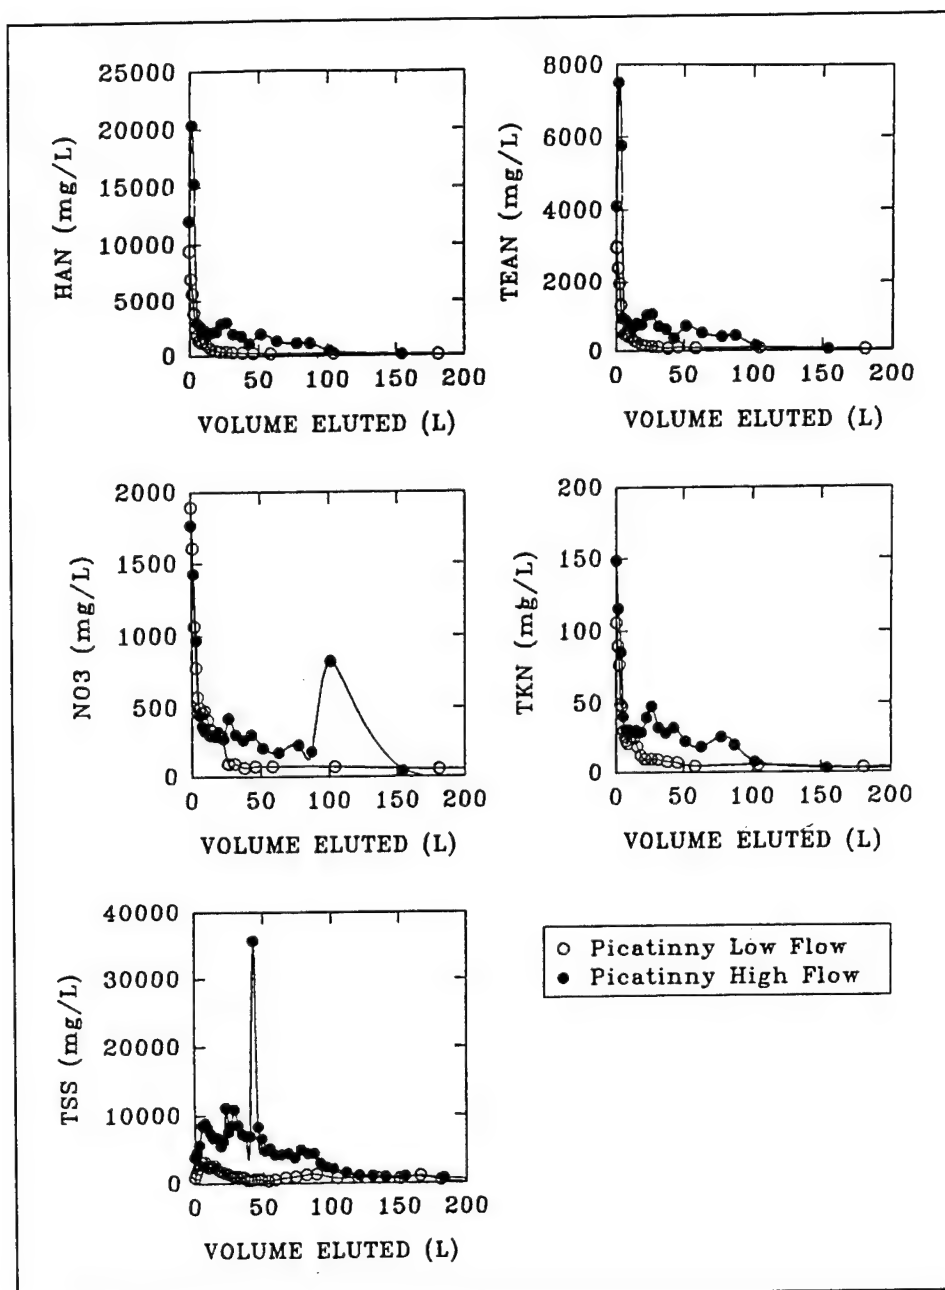 25000
20000
15000
10000
5000
0
HAN (mg/L)
0 50 100 150 200
VOLUME ELUTED (L)
8000
6000
4000
2000
0
TEAN (mg/L)
0 50 100 150 200
VOLUME ELUTED (L)
2000
1500
1000
500
0
NO3 (mg/L)
0 50 100 150 200
VOLUME ELUTED (L)
200
150
100
50
0
TKN (mg/L)
0 50 100 150 200
VOLUME ELUTED (L)
40000
30000
20000
10000
0
TSS (mg/L)
0 50 100 150 200
VOLUME ELUTED (L)
○ Picatinny Low Flow
● Picatinny High Flow